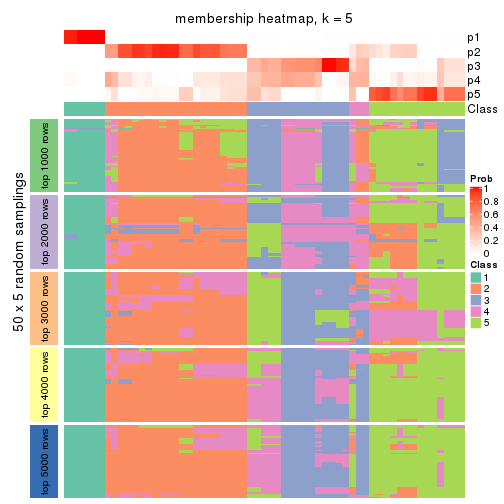 membership heatmap, k = 5
p1
p2
p3
p4
p5
Class
50 x 5 random samplings
top 1000 rows
top 2000 rows
top 3000 rows
top 4000 rows
top 5000 rows
Prob
1
0.8
0.6
0.4
0.2
0
Class
1
2
3
4
5